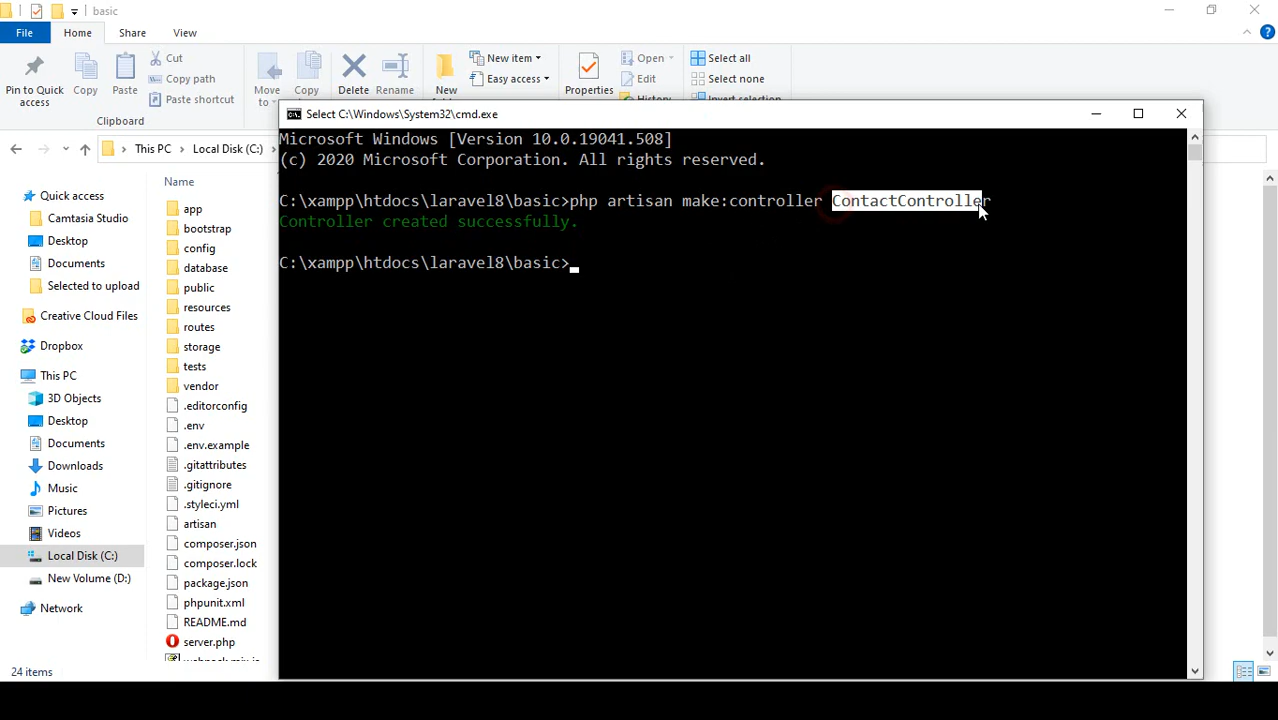 basic
File
Home
Share
View
Pin to Quick access
Copy
Paste
Cut
Copy path
Paste shortcut
Clipboard
Move to
Copy
Delete
Rename
New
New item
Easy access
Properties
Open
Edit
History
Select all
Select none
Invert selection
This PC > Local Disk (C:) >
Select C:\Windows\System32\cmd.exe
Microsoft Windows [Version 10.0.19041.508]
(c) 2020 Microsoft Corporation. All rights reserved.
C:\xampp\htdocs\laravel8\basic>php artisan make:controller ContactController
Controller created successfully.
C:\xampp\htdocs\laravel8\basic>
Quick access
Camtasia Studio
Desktop
Documents
Selected to upload
Creative Cloud Files
Dropbox
This PC
3D Objects
Desktop
Documents
Downloads
Music
Pictures
Videos
Local Disk (C:)
New Volume (D:)
Network
Name
app
bootstrap
config
database
public
resources
routes
storage
tests
vendor
.editorconfig
.env
.env.example
.gitattributes
.gitignore
.styleci.yml
artisan
composer.json
composer.lock
package.json
phpunit.xml
README.md
server.php
webpack.mix.js
24 items